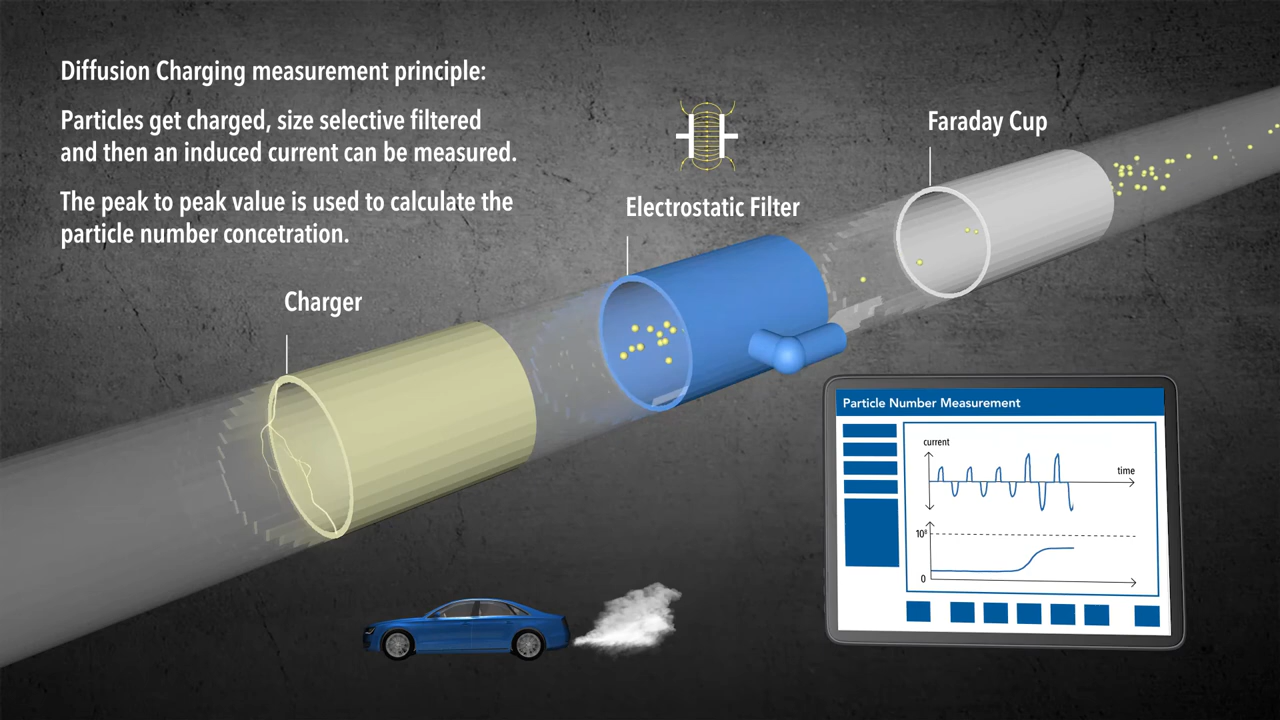 Diffusion Charging measurement principle:
Particles get charged, size selective filtered
and then an induced current can be measured.
The peak to peak value is used to calculate the
particle number concetration.
Charger
Electrostatic Filter
Faraday Cup
Particle Number Measurement
current
time
10⁸
0